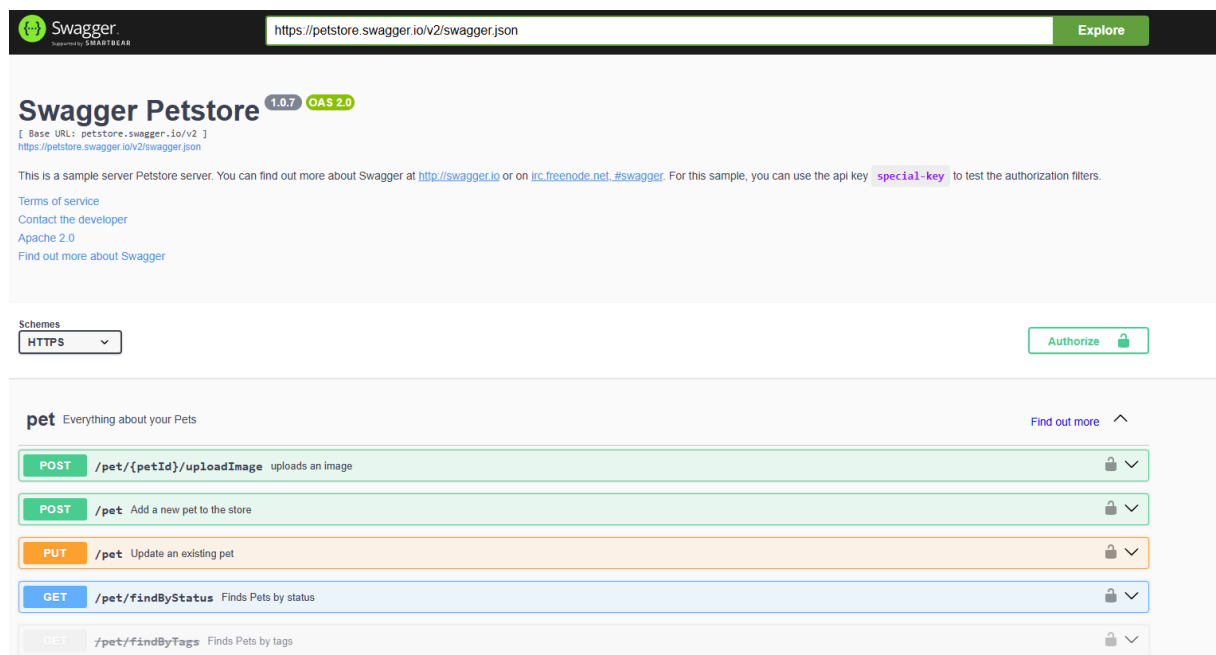 Swagger.
Supported by SMARTBEAR
https://petstore.swagger.io/v2/swagger.json
Explore
Swagger Petstore 1.0.7 OAS 2.0
[ Base URL: petstore.swagger.io/v2 ]
https://petstore.swagger.io/v2/swagger.json
This is a sample server Petstore server. You can find out more about Swagger at http://swagger.io or on irc.freenode.net, #swagger. For this sample, you can use the api key special-key to test the authorization filters.
Terms of service
Contact the developer
Apache 2.0
Find out more about Swagger
Schemes
HTTPS
Authorize
pet Everything about your Pets
Find out more
POST /pet/{petId}/uploadImage uploads an image
POST /pet Add a new pet to the store
PUT /pet Update an existing pet
GET /pet/findByStatus Finds Pets by status
GET /pet/findByTags Finds Pets by tags